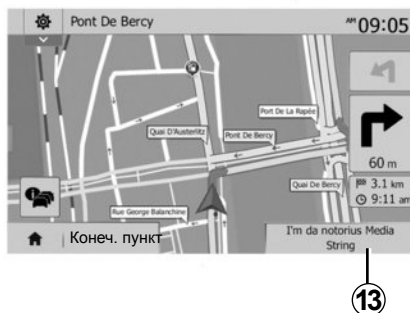 Pont De Bercy
AM 09:05
Port De La Rapée
Quai D'Austerlitz
Pont De Bercy
60 m
Quai De Bercy
3.1 km
9:11 am
Rue George Balanchine
Конеч. пункт
I'm da notorius Media
String
13